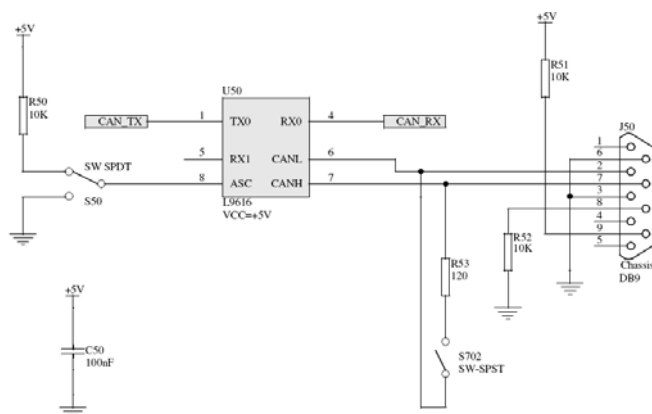 +5V
R50
10K
CAN_TX
SW SPDT
S50
U50
1 TX0 RX0 4
5 RX1 CANL 6
8 ASC CANH 7
L9616
VCC=+5V
CAN_RX
+5V
R51
10K
J50
1
6
2
7
3
8
4
9
5
Chassis
DB9
R52
10K
R53
120
S702
SW-SPST
+5V
C50
100nF